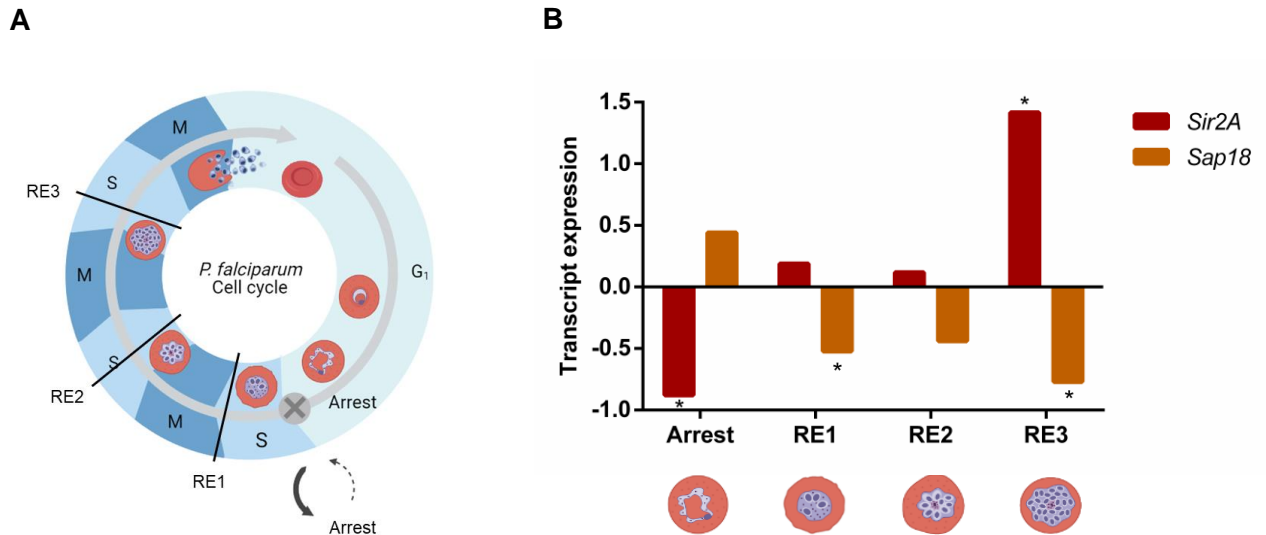 A
M
S
RE3
M
P. falciparum
Cell cycle
G₁
S
RE2
M
RE1
S
Arrest
Arrest
B
Transcript expression
1.5
1.0
0.5
0.0
-0.5
-1.0
*
*
*
*
Arrest
RE1
RE2
RE3
Sir2A
Sap18